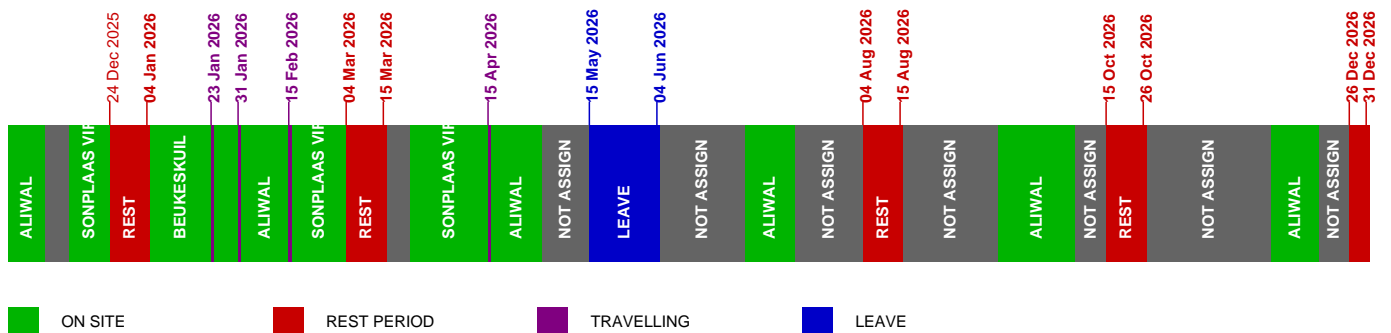 24 Dec 2025
04 Jan 2026
23 Jan 2026
31 Jan 2026
15 Feb 2026
04 Mar 2026
15 Mar 2026
15 Apr 2026
15 May 2026
04 Jun 2026
04 Aug 2026
15 Aug 2026
15 Oct 2026
26 Oct 2026
26 Dec 2026
31 Dec 2026
ALIWAL
SONPLAAS
REST
BEUKESKUIL
ALIWAL
SONPLAAS
REST
SONPLAAS
ALIWAL
NOT ASSIGN
LEAVE
NOT ASSIGN
ALIWAL
NOT ASSIGN
REST
NOT ASSIGN
ALIWAL
NOT ASSIGN
REST
NOT ASSIGN
ALIWAL
NOT ASSIGN
ON SITE
REST PERIOD
TRAVELLING
LEAVE